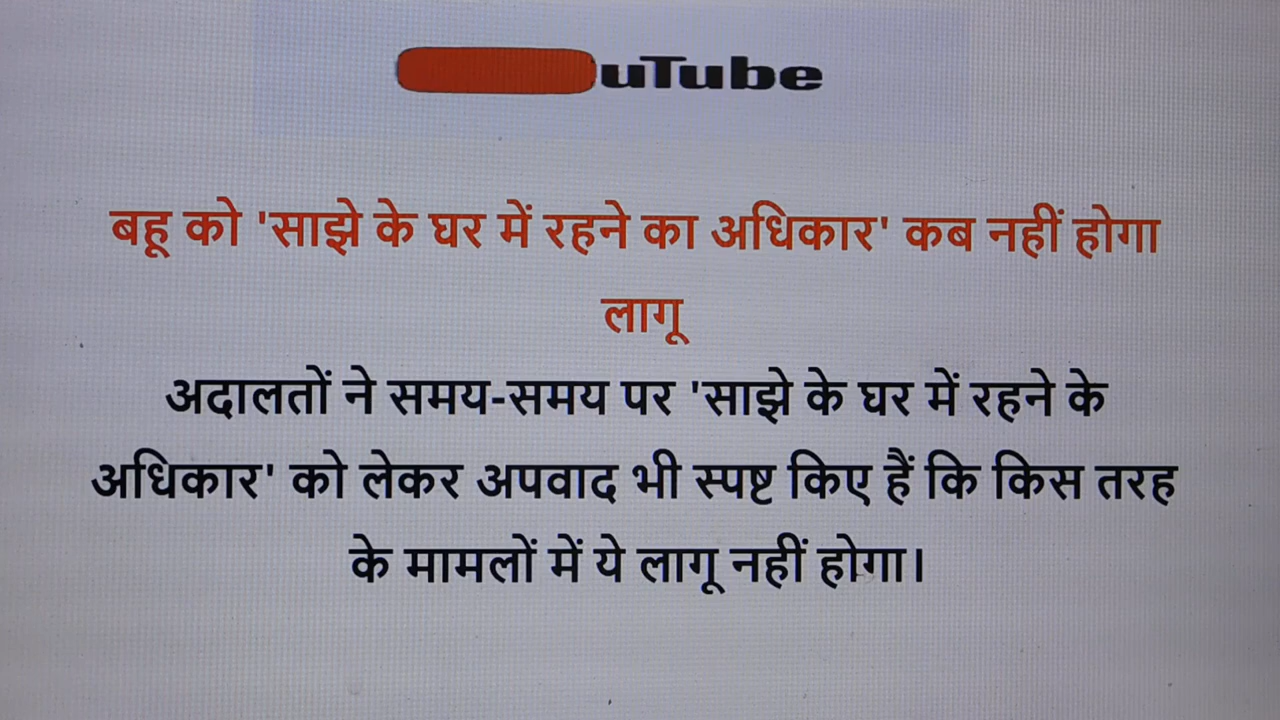 uTube
बहू को 'साझे के घर में रहने का अधिकार' कब नहीं होगा
लागू
अदालतों ने समय-समय पर 'साझे के घर में रहने के
अधिकार' को लेकर अपवाद भी स्पष्ट किए हैं कि किस तरह
के मामलों में ये लागू नहीं होगा।